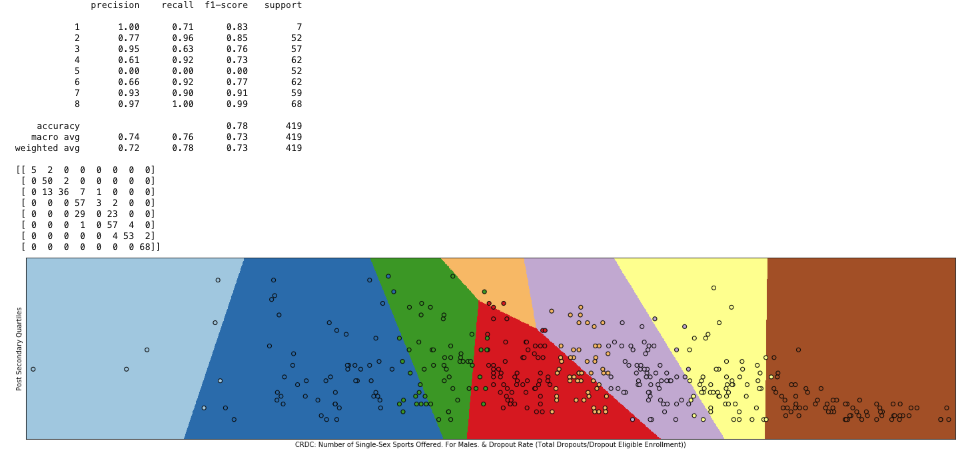 precision recall f1-score support
1 1.00 0.71 0.83 7
2 0.77 0.96 0.85 52
3 0.95 0.63 0.76 57
4 0.61 0.92 0.73 62
5 0.00 0.00 0.00 52
6 0.66 0.92 0.77 62
7 0.93 0.90 0.91 59
8 0.97 1.00 0.99 68
accuracy 0.78 419
macro avg 0.74 0.76 0.73 419
weighted avg 0.72 0.78 0.73 419
[[ 5 2 0 0 0 0 0 0]
[ 0 50 2 0 0 0 0 0]
[ 0 13 36 7 1 0 0 0]
[ 0 0 0 57 3 2 0 0]
[ 0 0 0 29 0 23 0 0]
[ 0 0 0 1 0 57 4 0]
[ 0 0 0 0 0 4 53 2]
[ 0 0 0 0 0 0 0 68]]
Post Secondary Quartiles
CRDC: Number of Single-Sex Sports Offered. For Males. & Dropout Rate (Total Dropouts/Dropout Eligible Enrollment))